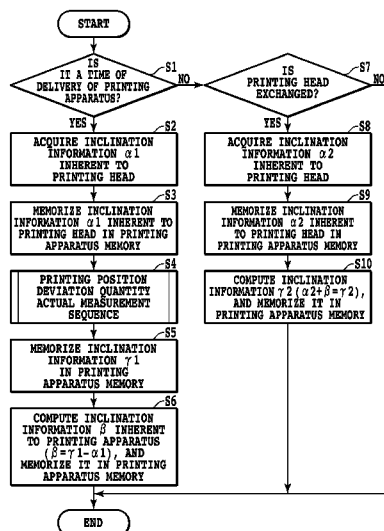 START
S1
IS
IT A TIME OF
DELIVERY OF PRINTING
APPARATUS?
NO
YES
S2
ACQUIRE INCLINATION
INFORMATION α1
INHERENT TO
PRINTING HEAD
S3
MEMORIZE INCLINATION
INFORMATION α1 INHERENT TO
PRINTING HEAD IN PRINTING
APPARATUS MEMORY
S4
PRINTING POSITION
DEVIATION QUANTITY
ACTUAL MEASUREMENT
SEQUENCE
S5
MEMORIZE INCLINATION
INFORMATION γ1
IN PRINTING
APPARATUS MEMORY
S6
COMPUTE INCLINATION
INFORMATION β INHERENT
TO PRINTING APPARATUS
(β=γ1-α1), AND
MEMORIZE IT IN PRINTING
APPARATUS MEMORY
END
S7
IS
PRINTING HEAD
EXCHANGED?
NO
YES
S8
ACQUIRE INCLINATION
INFORMATION α2
INHERENT TO
PRINTING HEAD
S9
MEMORIZE INCLINATION
INFORMATION α2 INHERENT
TO PRINTING HEAD IN
PRINTING APPARATUS MEMORY
S10
COMPUTE INCLINATION
INFORMATION γ2(α2+β=γ2),
AND MEMORIZE IT IN
PRINTING APPARATUS MEMORY